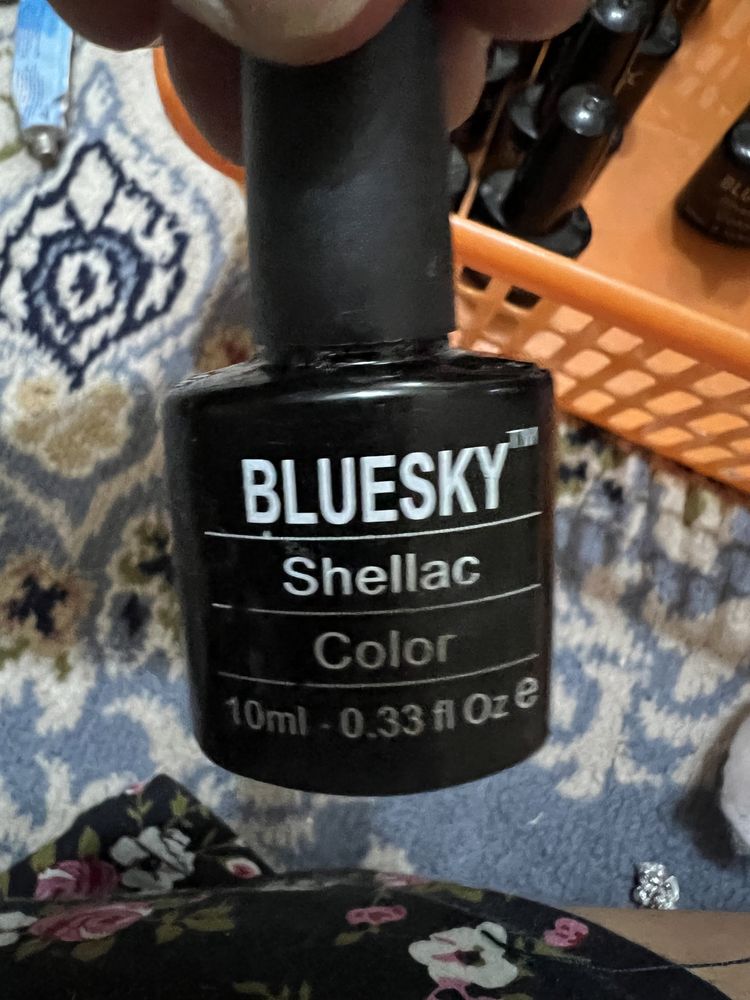 BLUESKY™
Shellac
Color
10ml - 0.33 fl Oz e